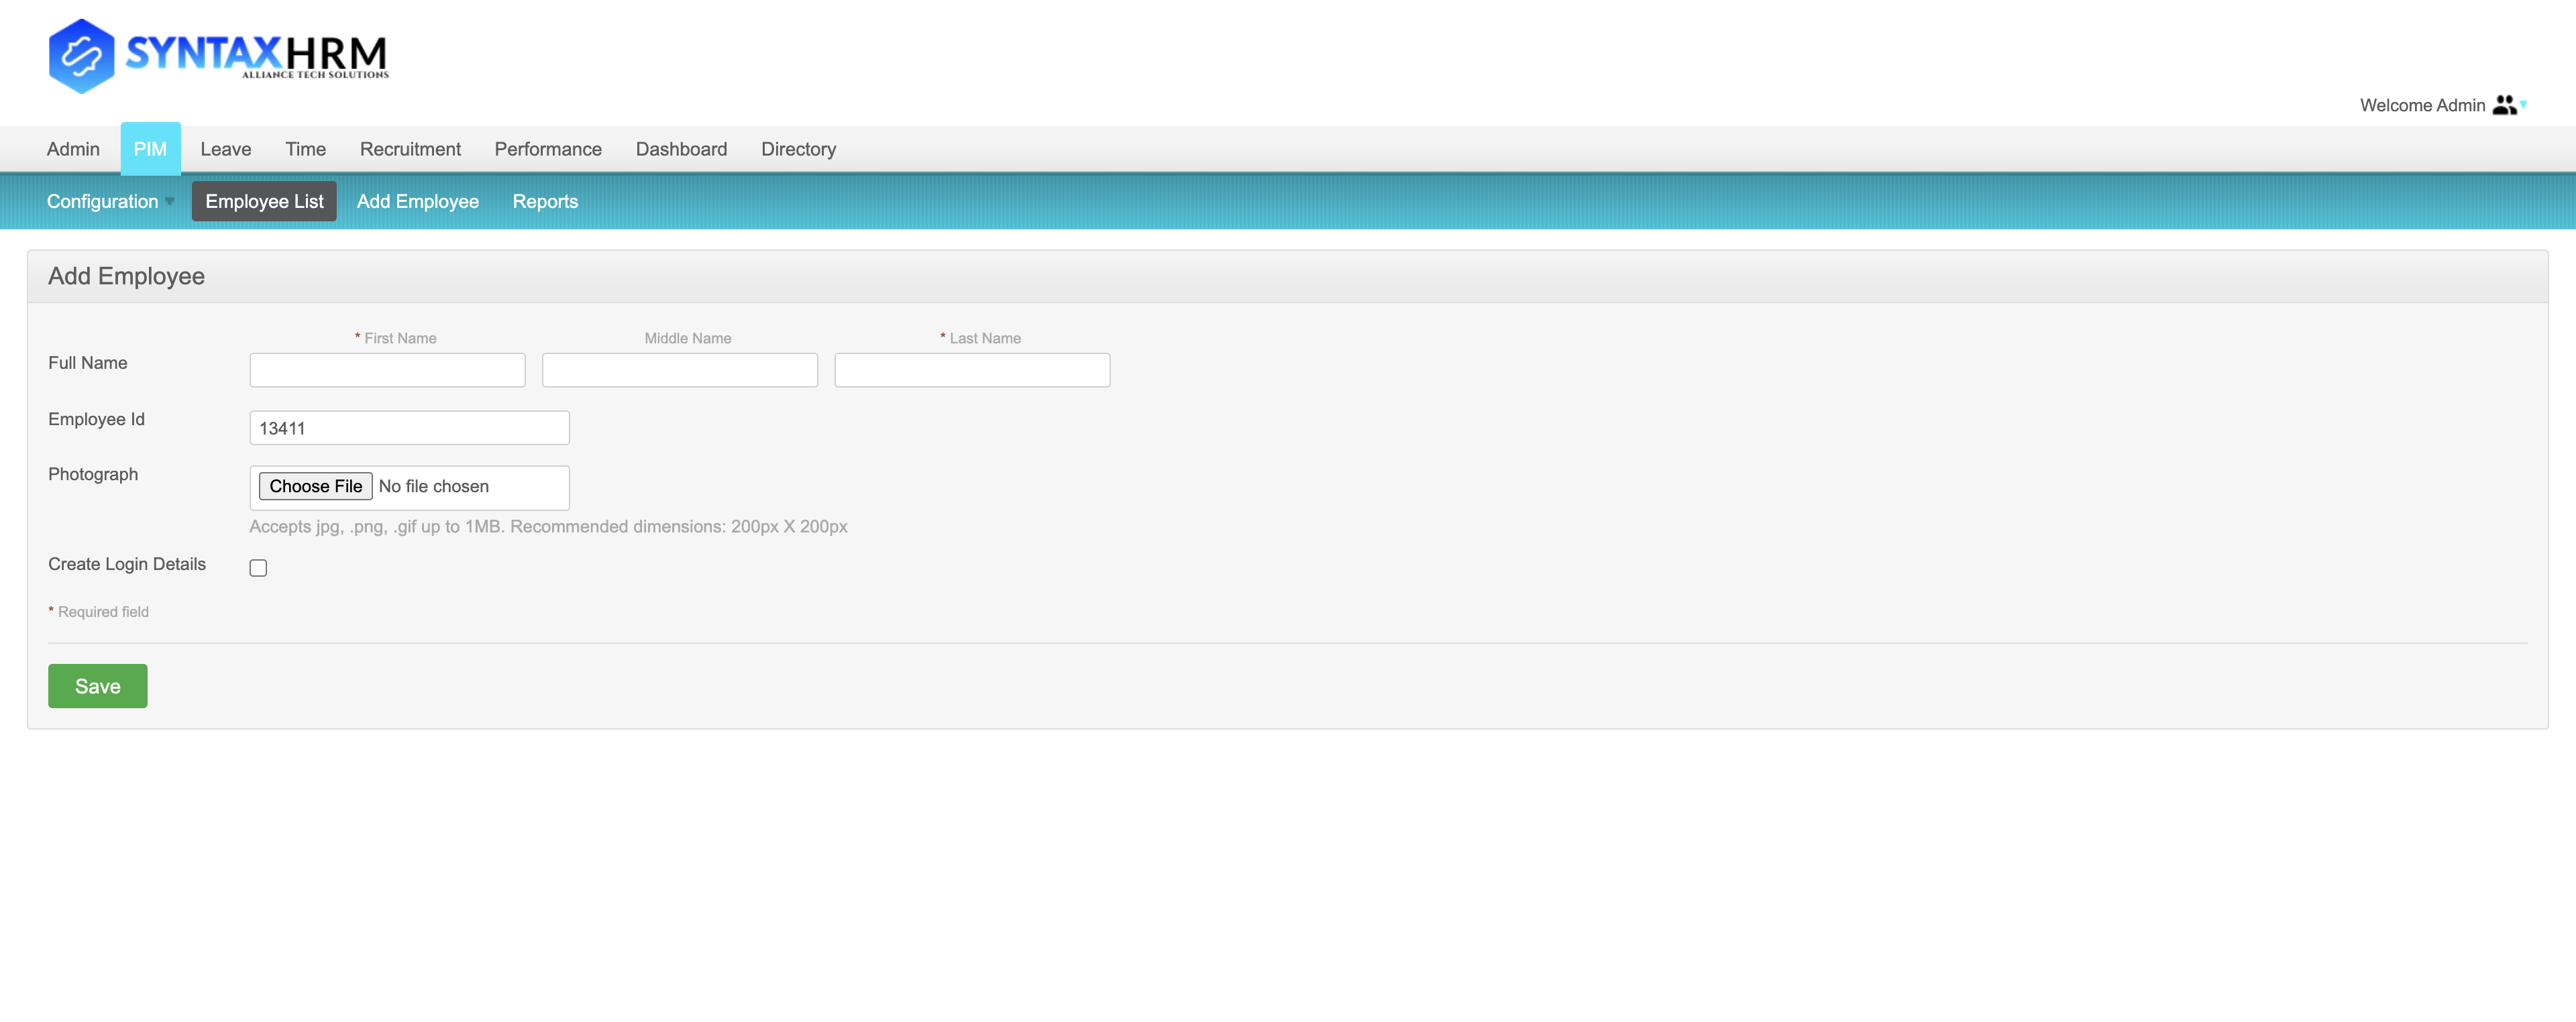 SYNTAXHRM
ALLIANCE TECH SOLUTIONS
Welcome Admin
Admin PIM Leave Time Recruitment Performance Dashboard Directory
Configuration Employee List Add Employee Reports
Add Employee
* First Name Middle Name * Last Name
Full Name
Employee Id 13411
Photograph Choose File No file chosen
Accepts jpg, .png, .gif up to 1MB. Recommended dimensions: 200px X 200px
Create Login Details
* Required field
Save